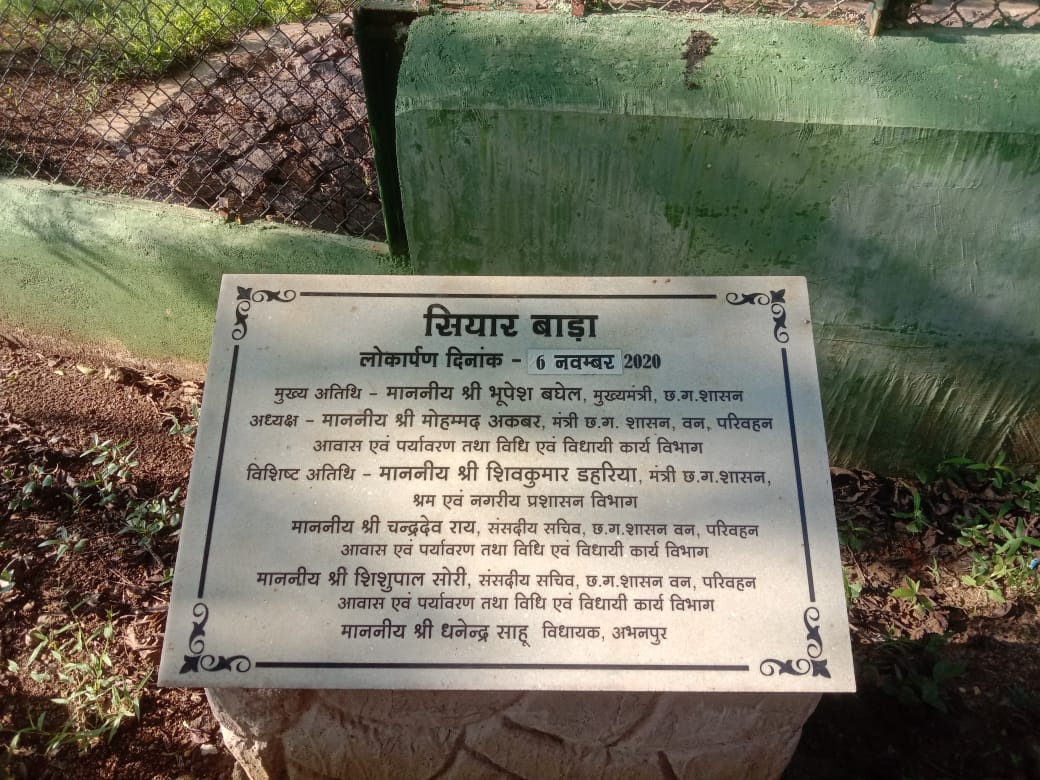 सियार बाड़ा
लोकार्पण दिनांक - 6 नवम्बर 2020
मुख्य अतिथि - माननीय श्री भूपेश बघेल, मुख्यमंत्री, छ.ग.शासन
अध्यक्ष - माननीय श्री मोहम्मद अकबर, मंत्री छ.ग. शासन, वन, परिवहन
आवास एवं पर्यावरण तथा विधि एवं विधायी कार्य विभाग
विशिष्ट अतिथि - माननीय श्री शिवकुमार डहरिया, मंत्री छ.ग.शासन,
श्रम एवं नगरीय प्रशासन विभाग
माननीय श्री चन्द्रदेव राय, संसदीय सचिव, छ.ग.शासन वन, परिवहन
आवास एवं पर्यावरण तथा विधि एवं विधायी कार्य विभाग
माननीय श्री शिशुपाल सोरी, संसदीय सचिव, छ.ग.शासन वन, परिवहन
आवास एवं पर्यावरण तथा विधि एवं विधायी कार्य विभाग
माननीय श्री धनेन्द्र साहू विधायक, अभनपुर